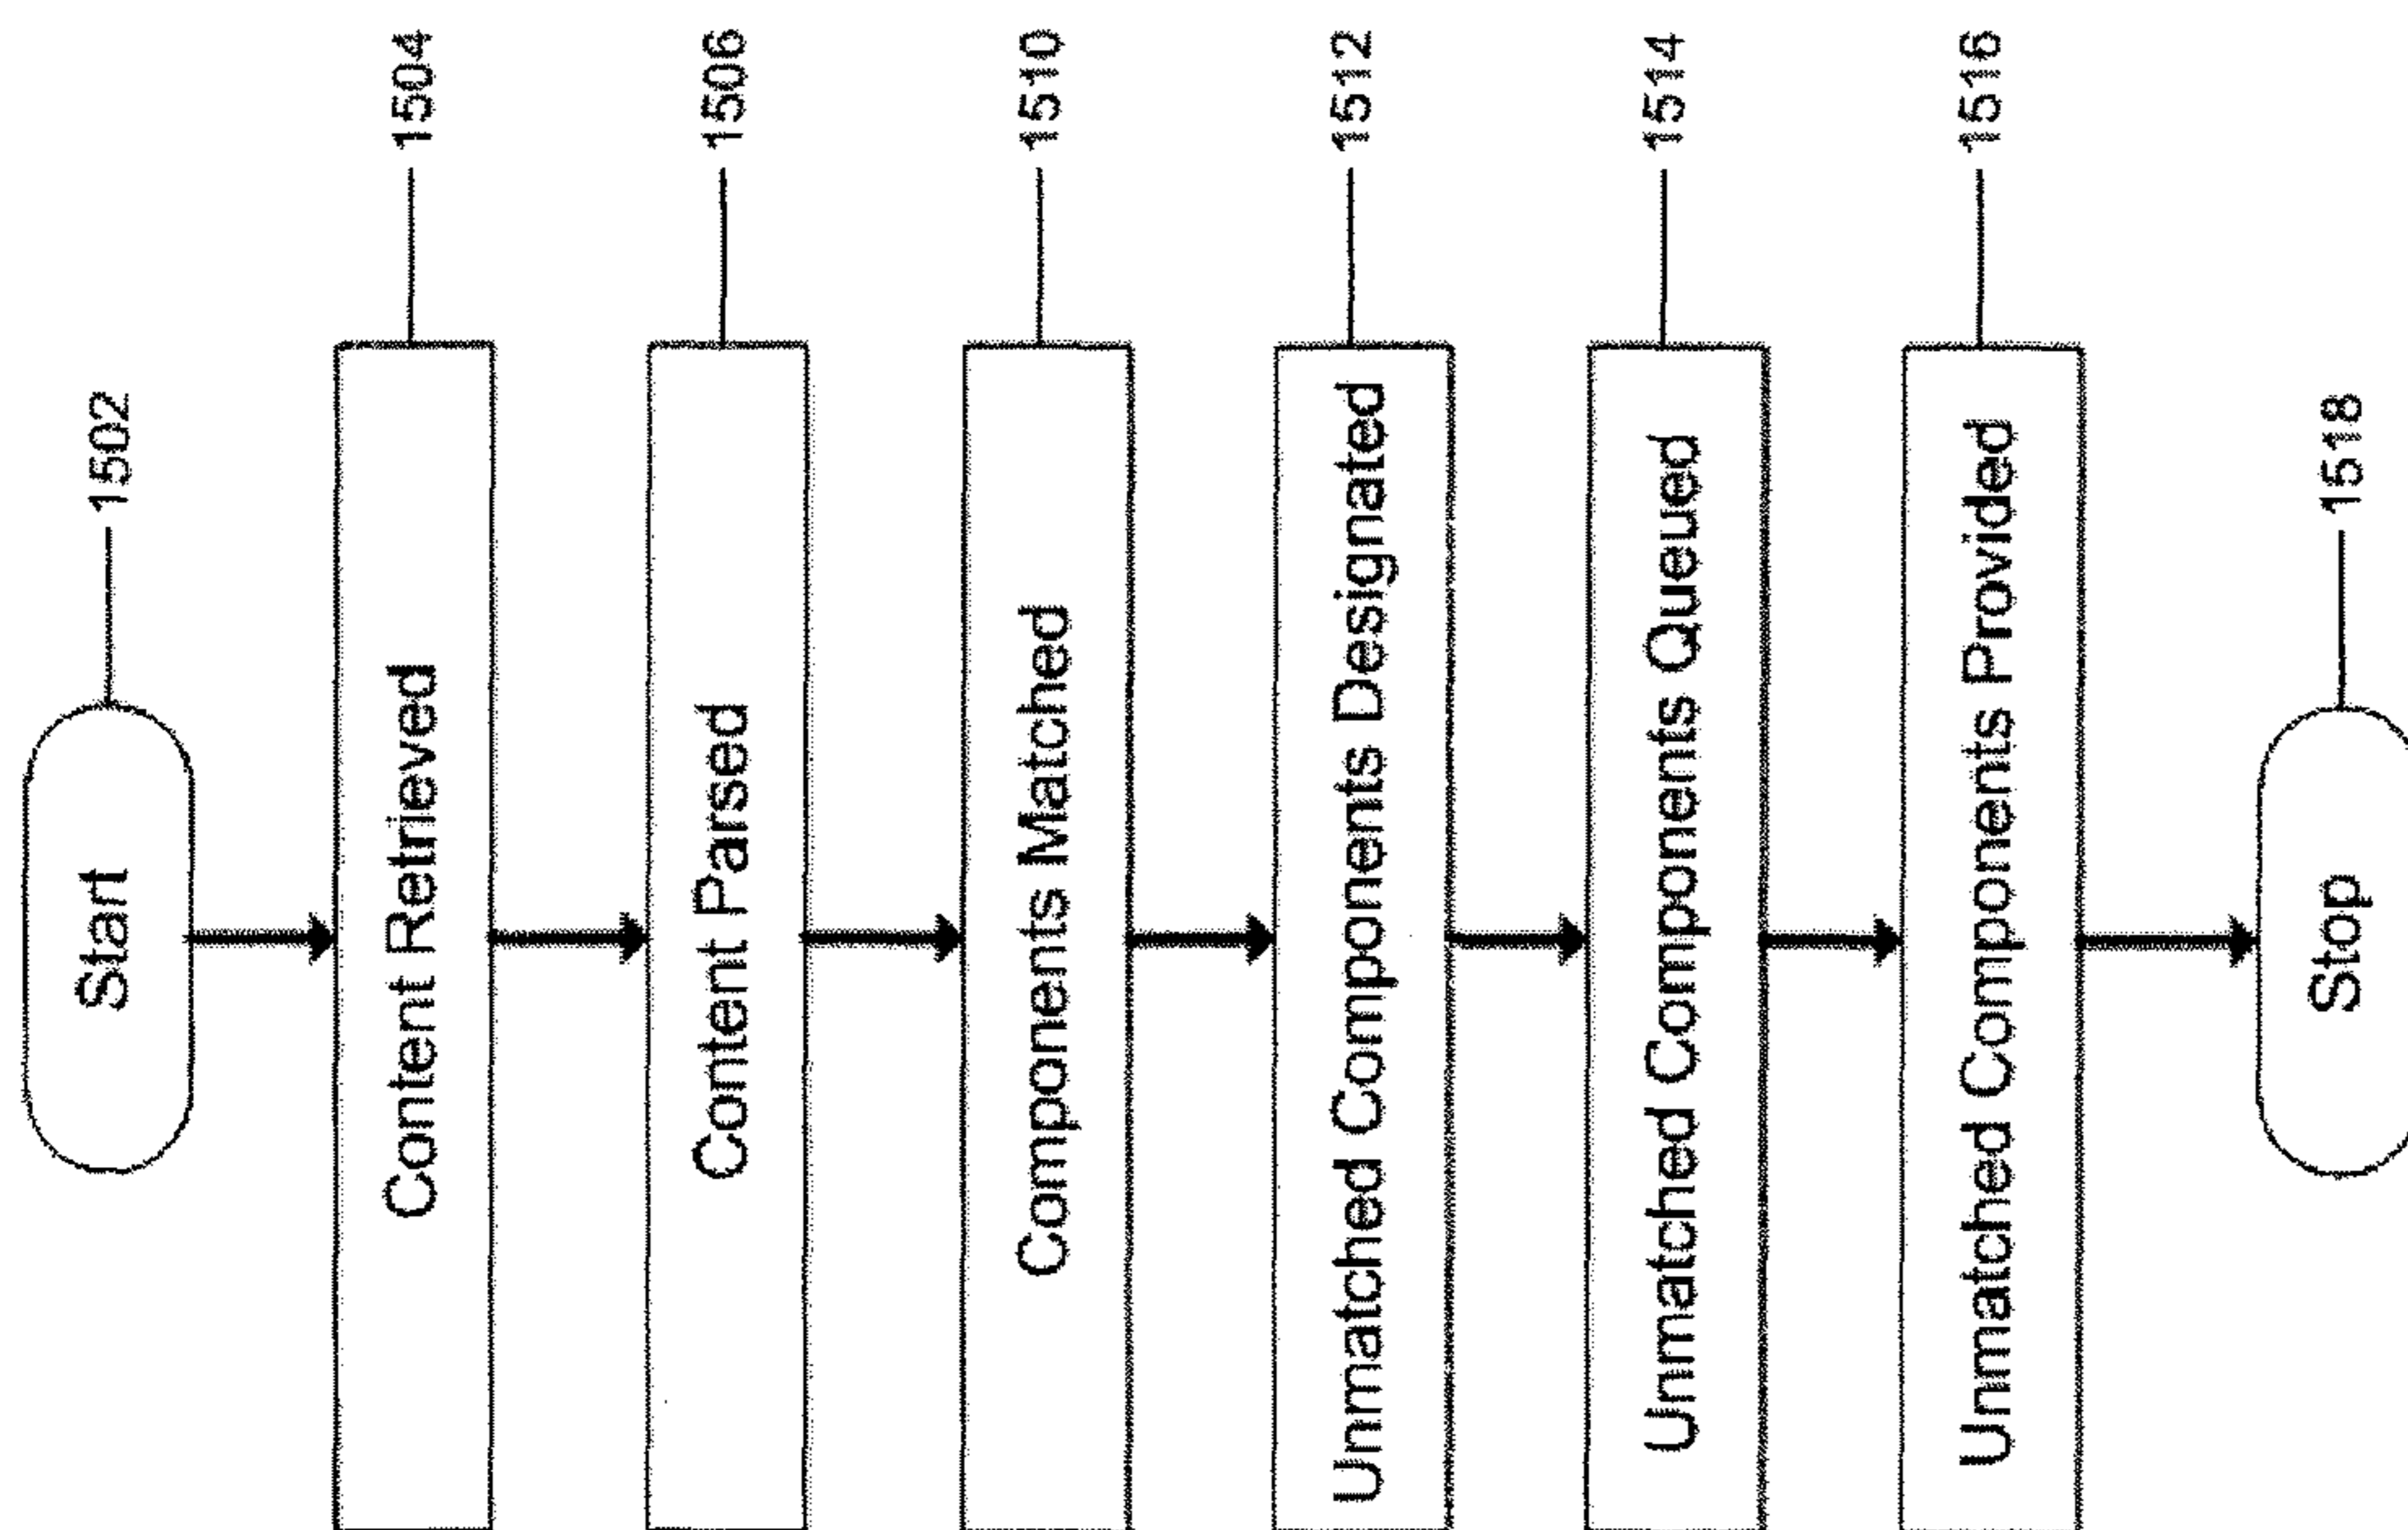 Start
1502
Content Retrieved
1504
Content Parsed
1506
Components Matched
1510
Unmatched Components Designated
1512
Unmatched Components Queued
1514
Unmatched Components Provided
1516
Stop
1518